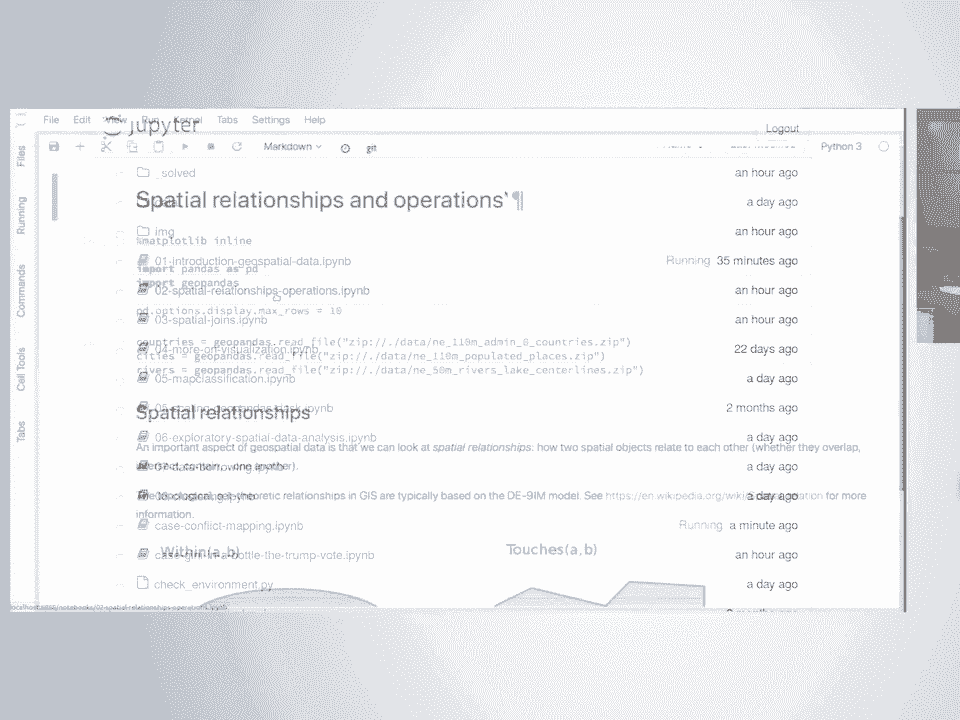 File Edit View Run Kernel Tabs Settings Help
jupyter
Logout
Markdown
git
Python 3
Files
Running
Commands
Cell Tools
Tabs
_solved an hour ago
Spatial relationships and operations¶
a day ago
img an hour ago
%matplotlib inline
01-introduction-geospatial-data.ipynb Running 35 minutes ago
import pandas as pd
import geopandas
02-spatial-relationships-operations.ipynb an hour ago
pd.options.display.max_rows = 10
03-spatial-joins.ipynb an hour ago
countries = geopandas.read_file("zip://./data/ne_110m_admin_0_countries.zip")
04-more-on-visualization.ipynb 22 days ago
cities = geopandas.read_file("zip://./data/ne_110m_populated_places.zip")
rivers = geopandas.read_file("zip://./data/ne_50m_rivers_lake_centerlines.zip")
05-mapclassification.ipynb a day ago
2 months ago
Spatial relationships
06-exploratory-spatial-data-analysis.ipynb a day ago
An important aspect of geospatial data is that we can look at spatial relationships: how two spatial objects relate to each other (whether they overlap,
intersect, contain, .. one another).
a day ago
The topological, set-theoretic relationships in GIS are typically based on the DE-9IM model. See https://en.wikipedia.org/wiki/ for more
a day ago
information.
case-conflict-mapping.ipynb Running a minute ago
Within(a,b) Touches(a,b)
an hour ago
check_environment.py a day ago
localhost:8888/notebooks/02-spatial-relationships-operations.ipynb